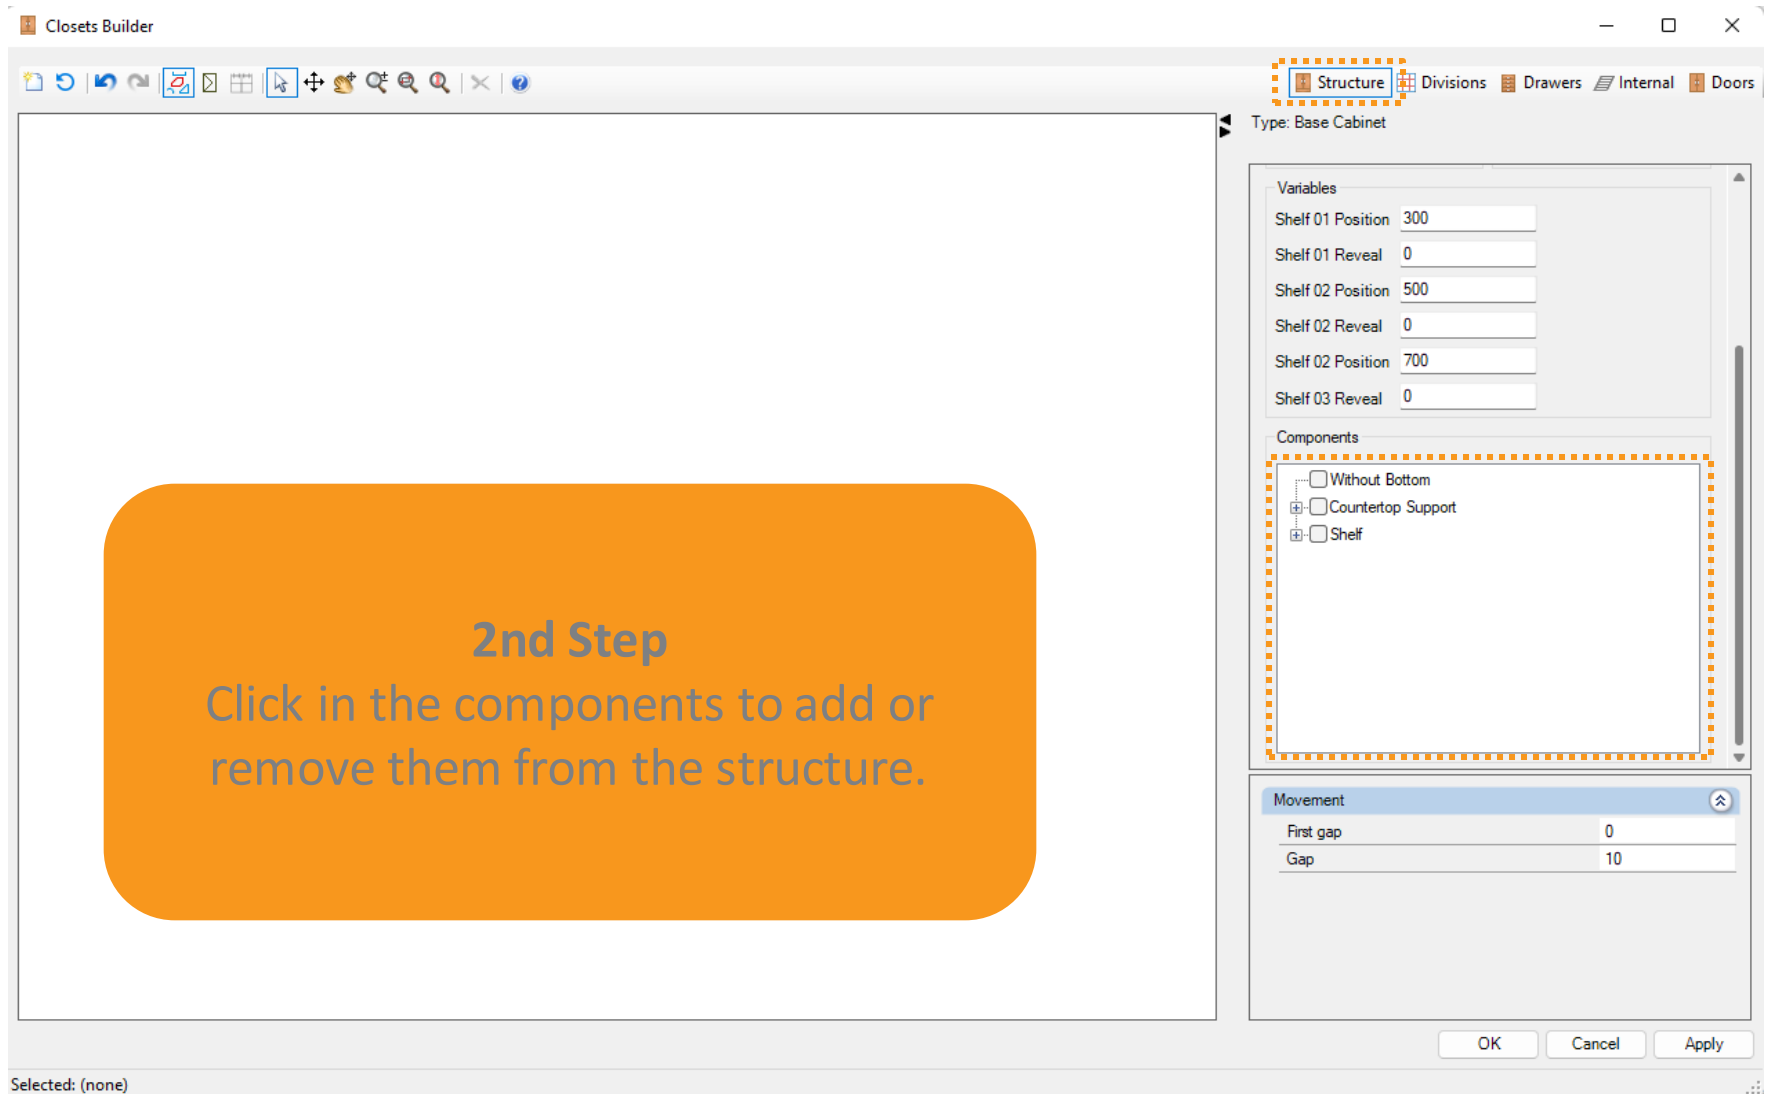 Closets Builder
Structure Divisions Drawers Internal Doors
Type: Base Cabinet
Variables
Shelf 01 Position 300
Shelf 01 Reveal 0
Shelf 02 Position 500
Shelf 02 Reveal 0
Shelf 02 Position 700
Shelf 03 Reveal 0
Components
Without Bottom
Countertop Support
Shelf
2nd Step
Click in the components to add or
remove them from the structure.
Movement
First gap 0
Gap 10
OK Cancel Apply
Selected: (none)